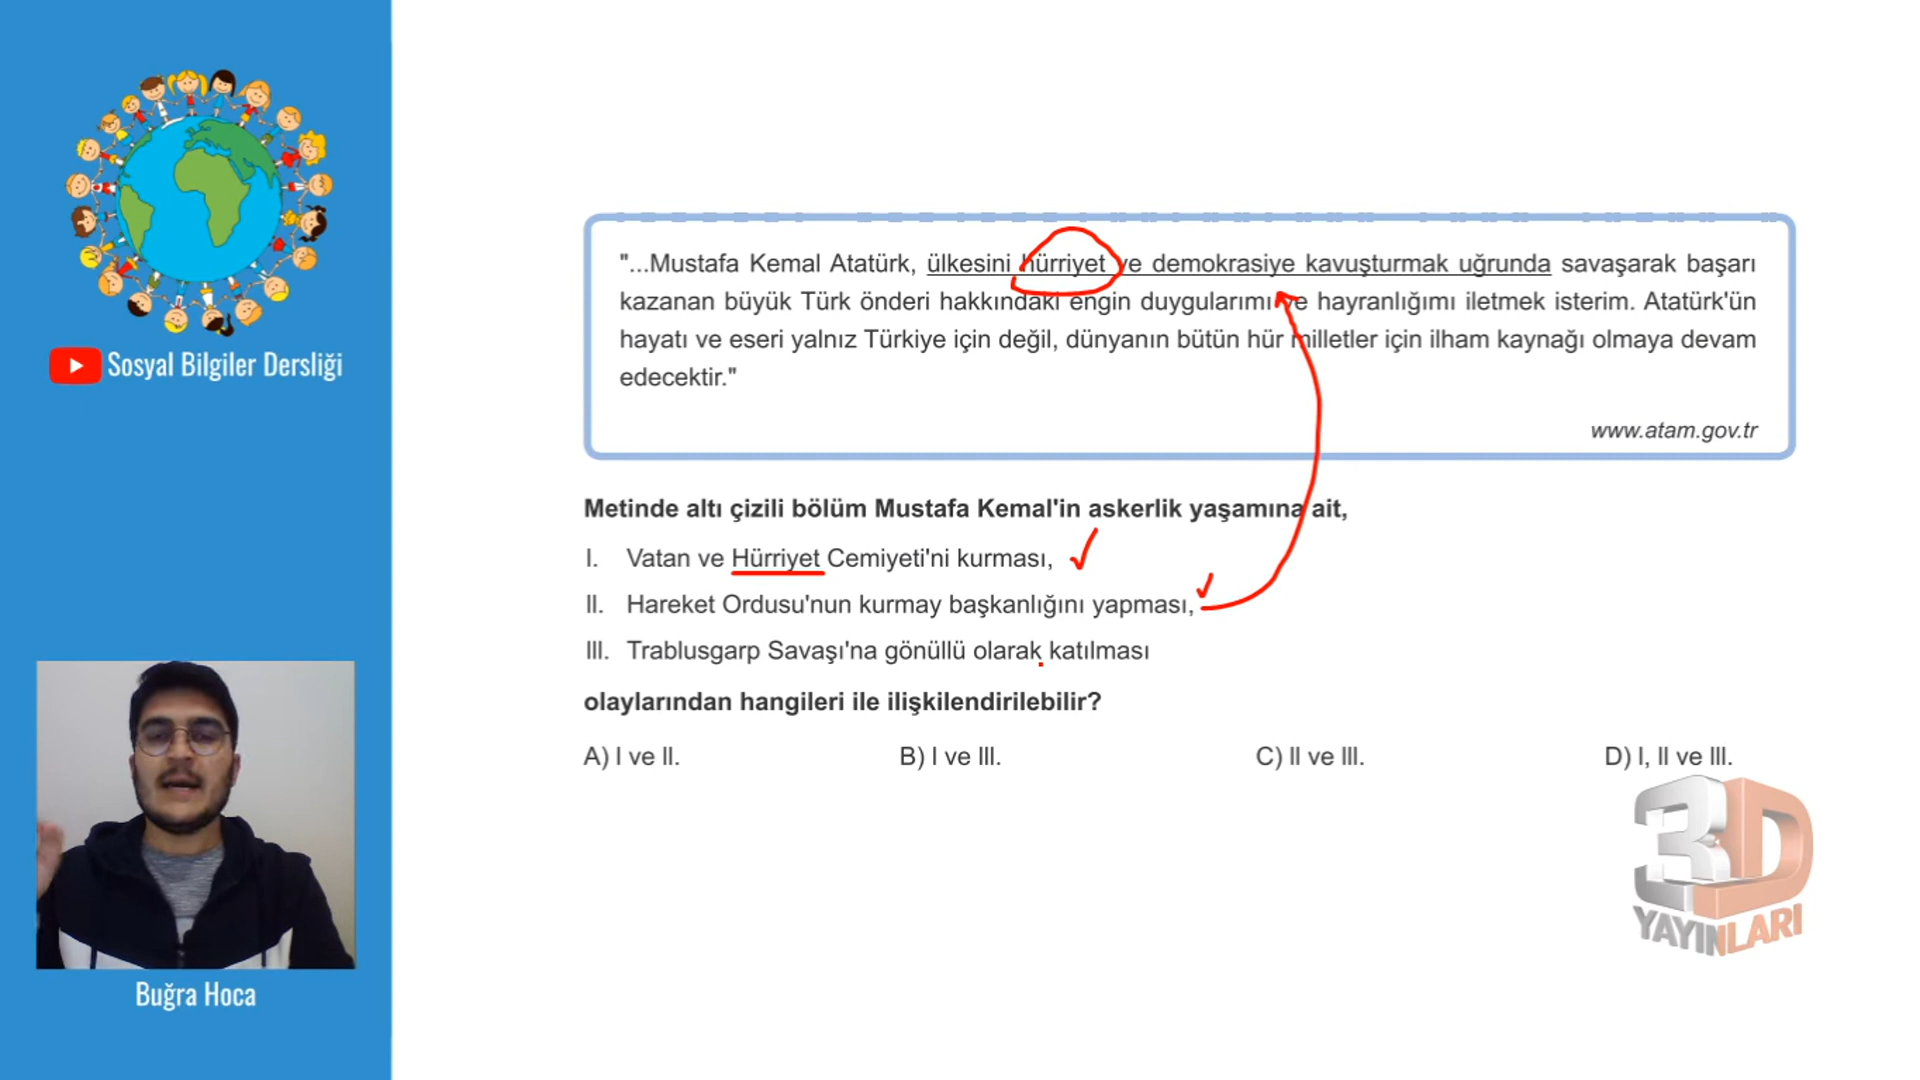 "...Mustafa Kemal Atatürk, ülkesini hürriyet ve demokrasiye kavuşturmak uğrunda savaşarak başarı
kazanan büyük Türk önderi hakkındaki engin duygularımı ve hayranlığımı iletmek isterim. Atatürk'ün
hayatı ve eseri yalnız Türkiye için değil, dünyanın bütün hür milletler için ilham kaynağı olmaya devam
edecektir."
www.atam.gov.tr
Sosyal Bilgiler Dersliği
Metinde altı çizili bölüm Mustafa Kemal'in askerlik yaşamına ait,
I. Vatan ve Hürriyet Cemiyeti'ni kurması,
II. Hareket Ordusu'nun kurmay başkanlığını yapması,
III. Trablusgarp Savaşı'na gönüllü olarak katılması
olaylarından hangileri ile ilişkilendirilebilir?
A) I ve II. B) I ve III. C) II ve III. D) I, II ve III.
3D
YAYINLARI
Buğra Hoca